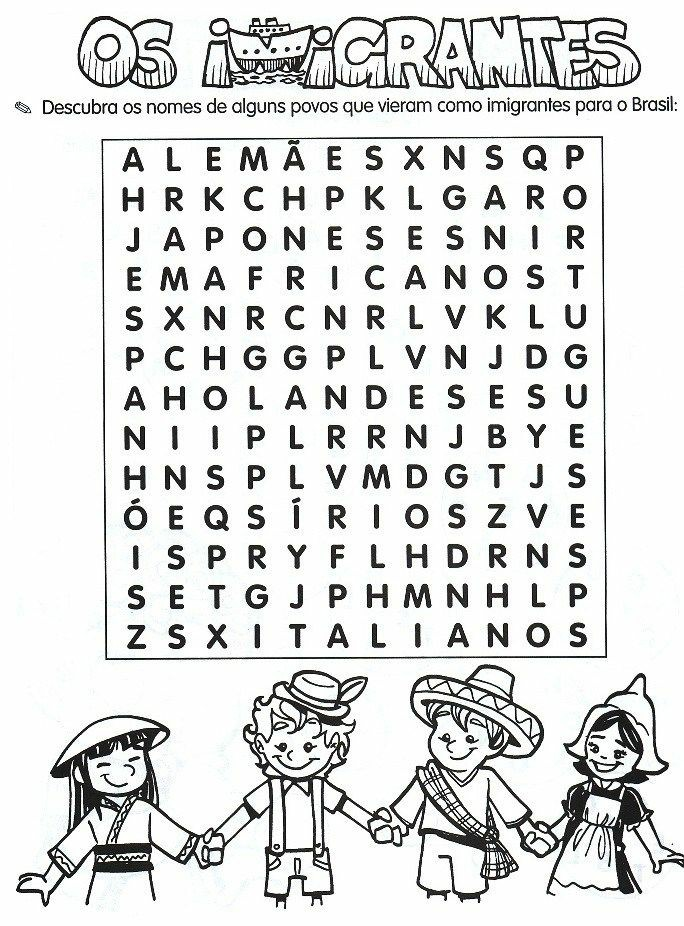 OS IMIGRANTES
Descubra os nomes de alguns povos que vieram como imigrantes para o Brasil:
A L E M Ã E S X N S Q P
H R K C H P K L G A R O
J A P O N E S E S N I R
E M A F R I C A N O S T
S X N R C N R L V K L U
P C H G G P L V N J D G
A H O L A N D E S E S U
N I I P L R R N J B Y E
H N S P L V M D G T J S
Ó E Q S Í R I O S Z V E
I S P R Y F L H D R N S
S E T G J P H M N H L P
Z S X I T A L I A N O S